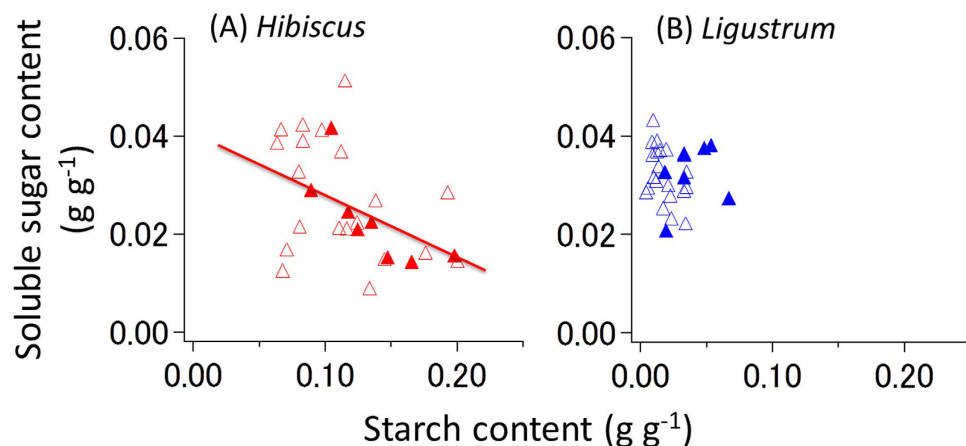 (A) Hibiscus
(B) Ligustrum
Soluble sugar content
(g g-1)
0.06
0.04
0.02
0.00
0.06
0.04
0.02
0.00
0.00 0.10 0.20
0.00 0.10 0.20
Starch content (g g-1)